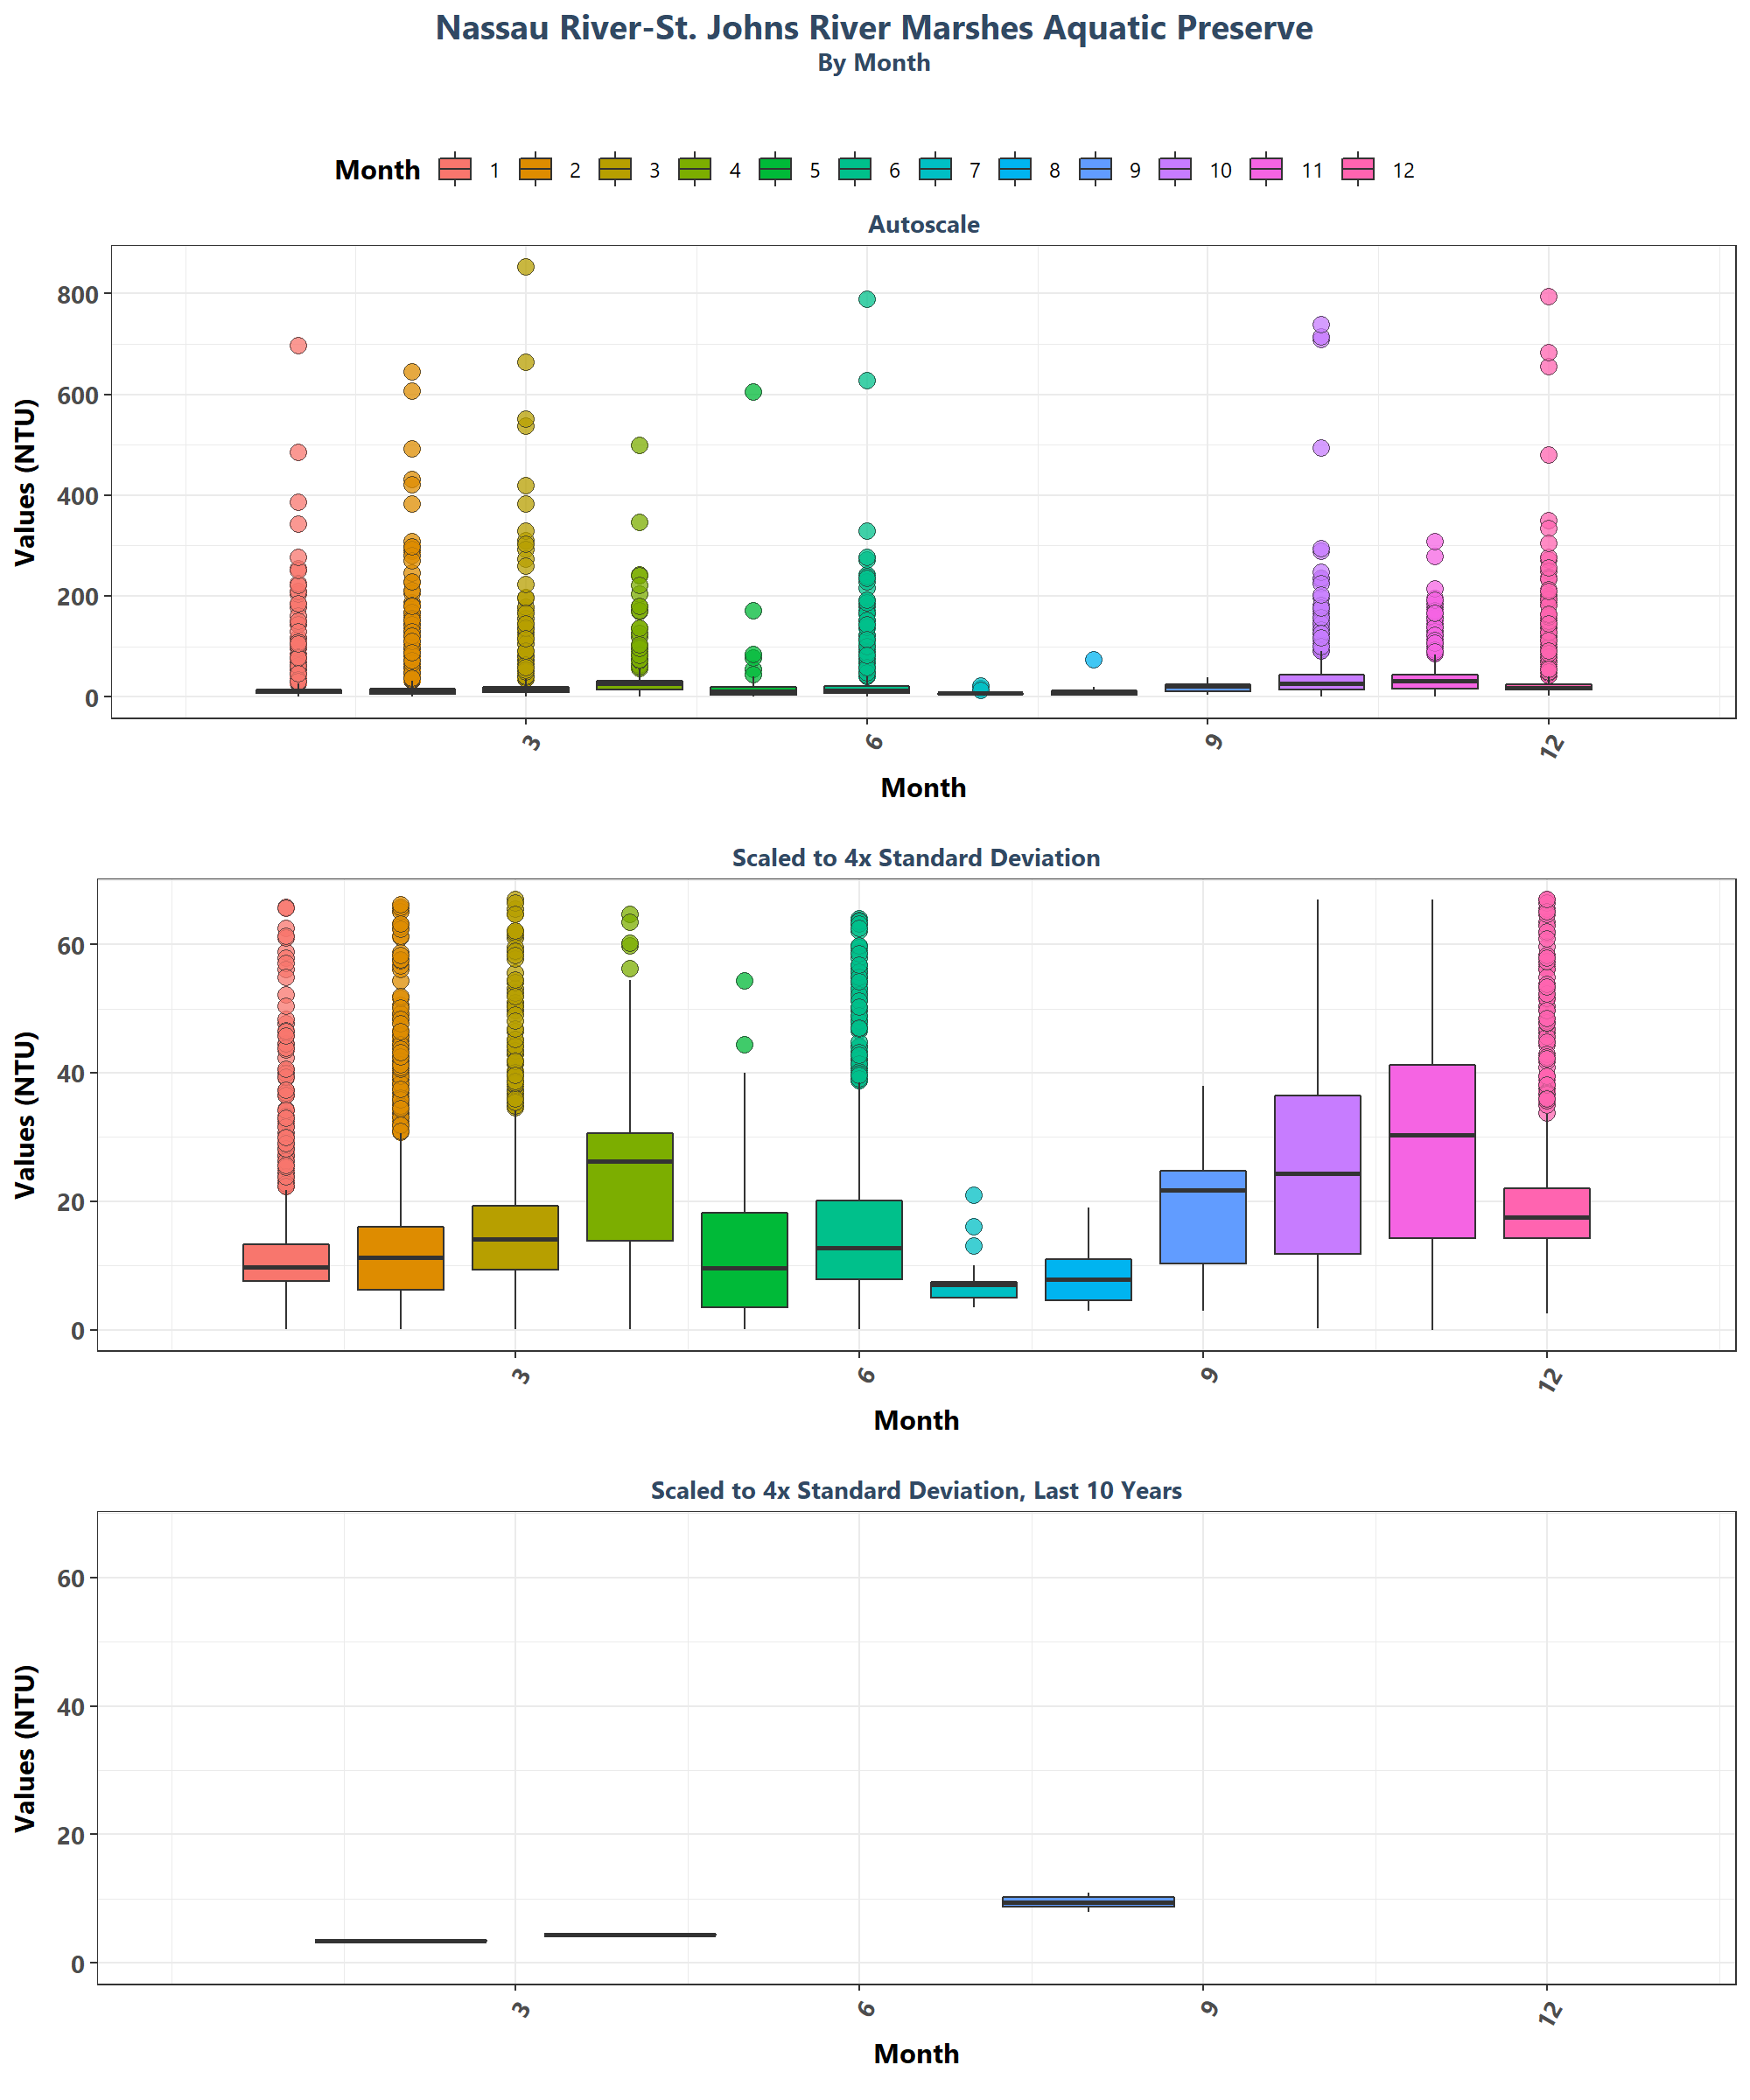 Nassau River-St. Johns River Marshes Aquatic Preserve
By Month
Month 1 2 3 4 5 6 7 8 9 10 11 12
Autoscale
Values (NTU)
800
600
400
200
0
3 6 9 12
Month
Scaled to 4x Standard Deviation
Values (NTU)
60
40
20
0
3 6 9 12
Month
Scaled to 4x Standard Deviation, Last 10 Years
Values (NTU)
60
40
20
0
3 6 9 12
Month